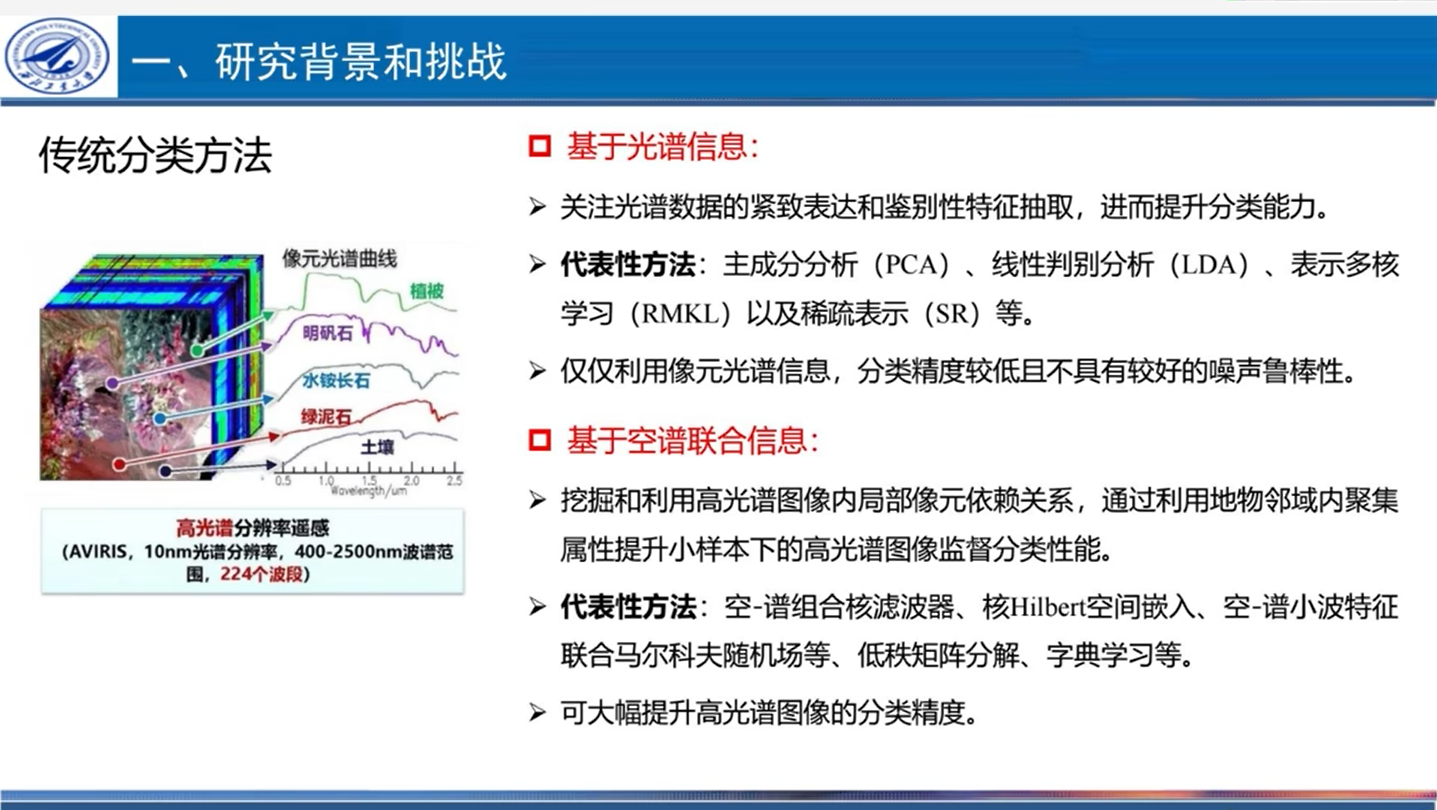 一、研究背景和挑战
传统分类方法
像元光谱曲线
植被
明矾石
水铵长石
绿泥石
土壤
0.5 1.0 1.5 2.0 2.5
Wavelength/um
高光谱分辨率遥感
（AVIRIS，10nm光谱分辨率，400-2500nm波谱范
围，224个波段）
基于光谱信息：
关注光谱数据的紧致表达和鉴别性特征抽取，进而提升分类能力。
代表性方法：主成分分析（PCA）、线性判别分析（LDA）、表示多核
学习（RMKL）以及稀疏表示（SR）等。
仅仅利用像元光谱信息，分类精度较低且不具有较好的噪声鲁棒性。
基于空谱联合信息：
挖掘和利用高光谱图像内局部像元依赖关系，通过利用地物邻域内聚集
属性提升小样本下的高光谱图像监督分类性能。
代表性方法：空-谱组合核滤波器、核Hilbert空间嵌入、空-谱小波特征
联合马尔科夫随机场等、低秩矩阵分解、字典学习等。
可大幅提升高光谱图像的分类精度。